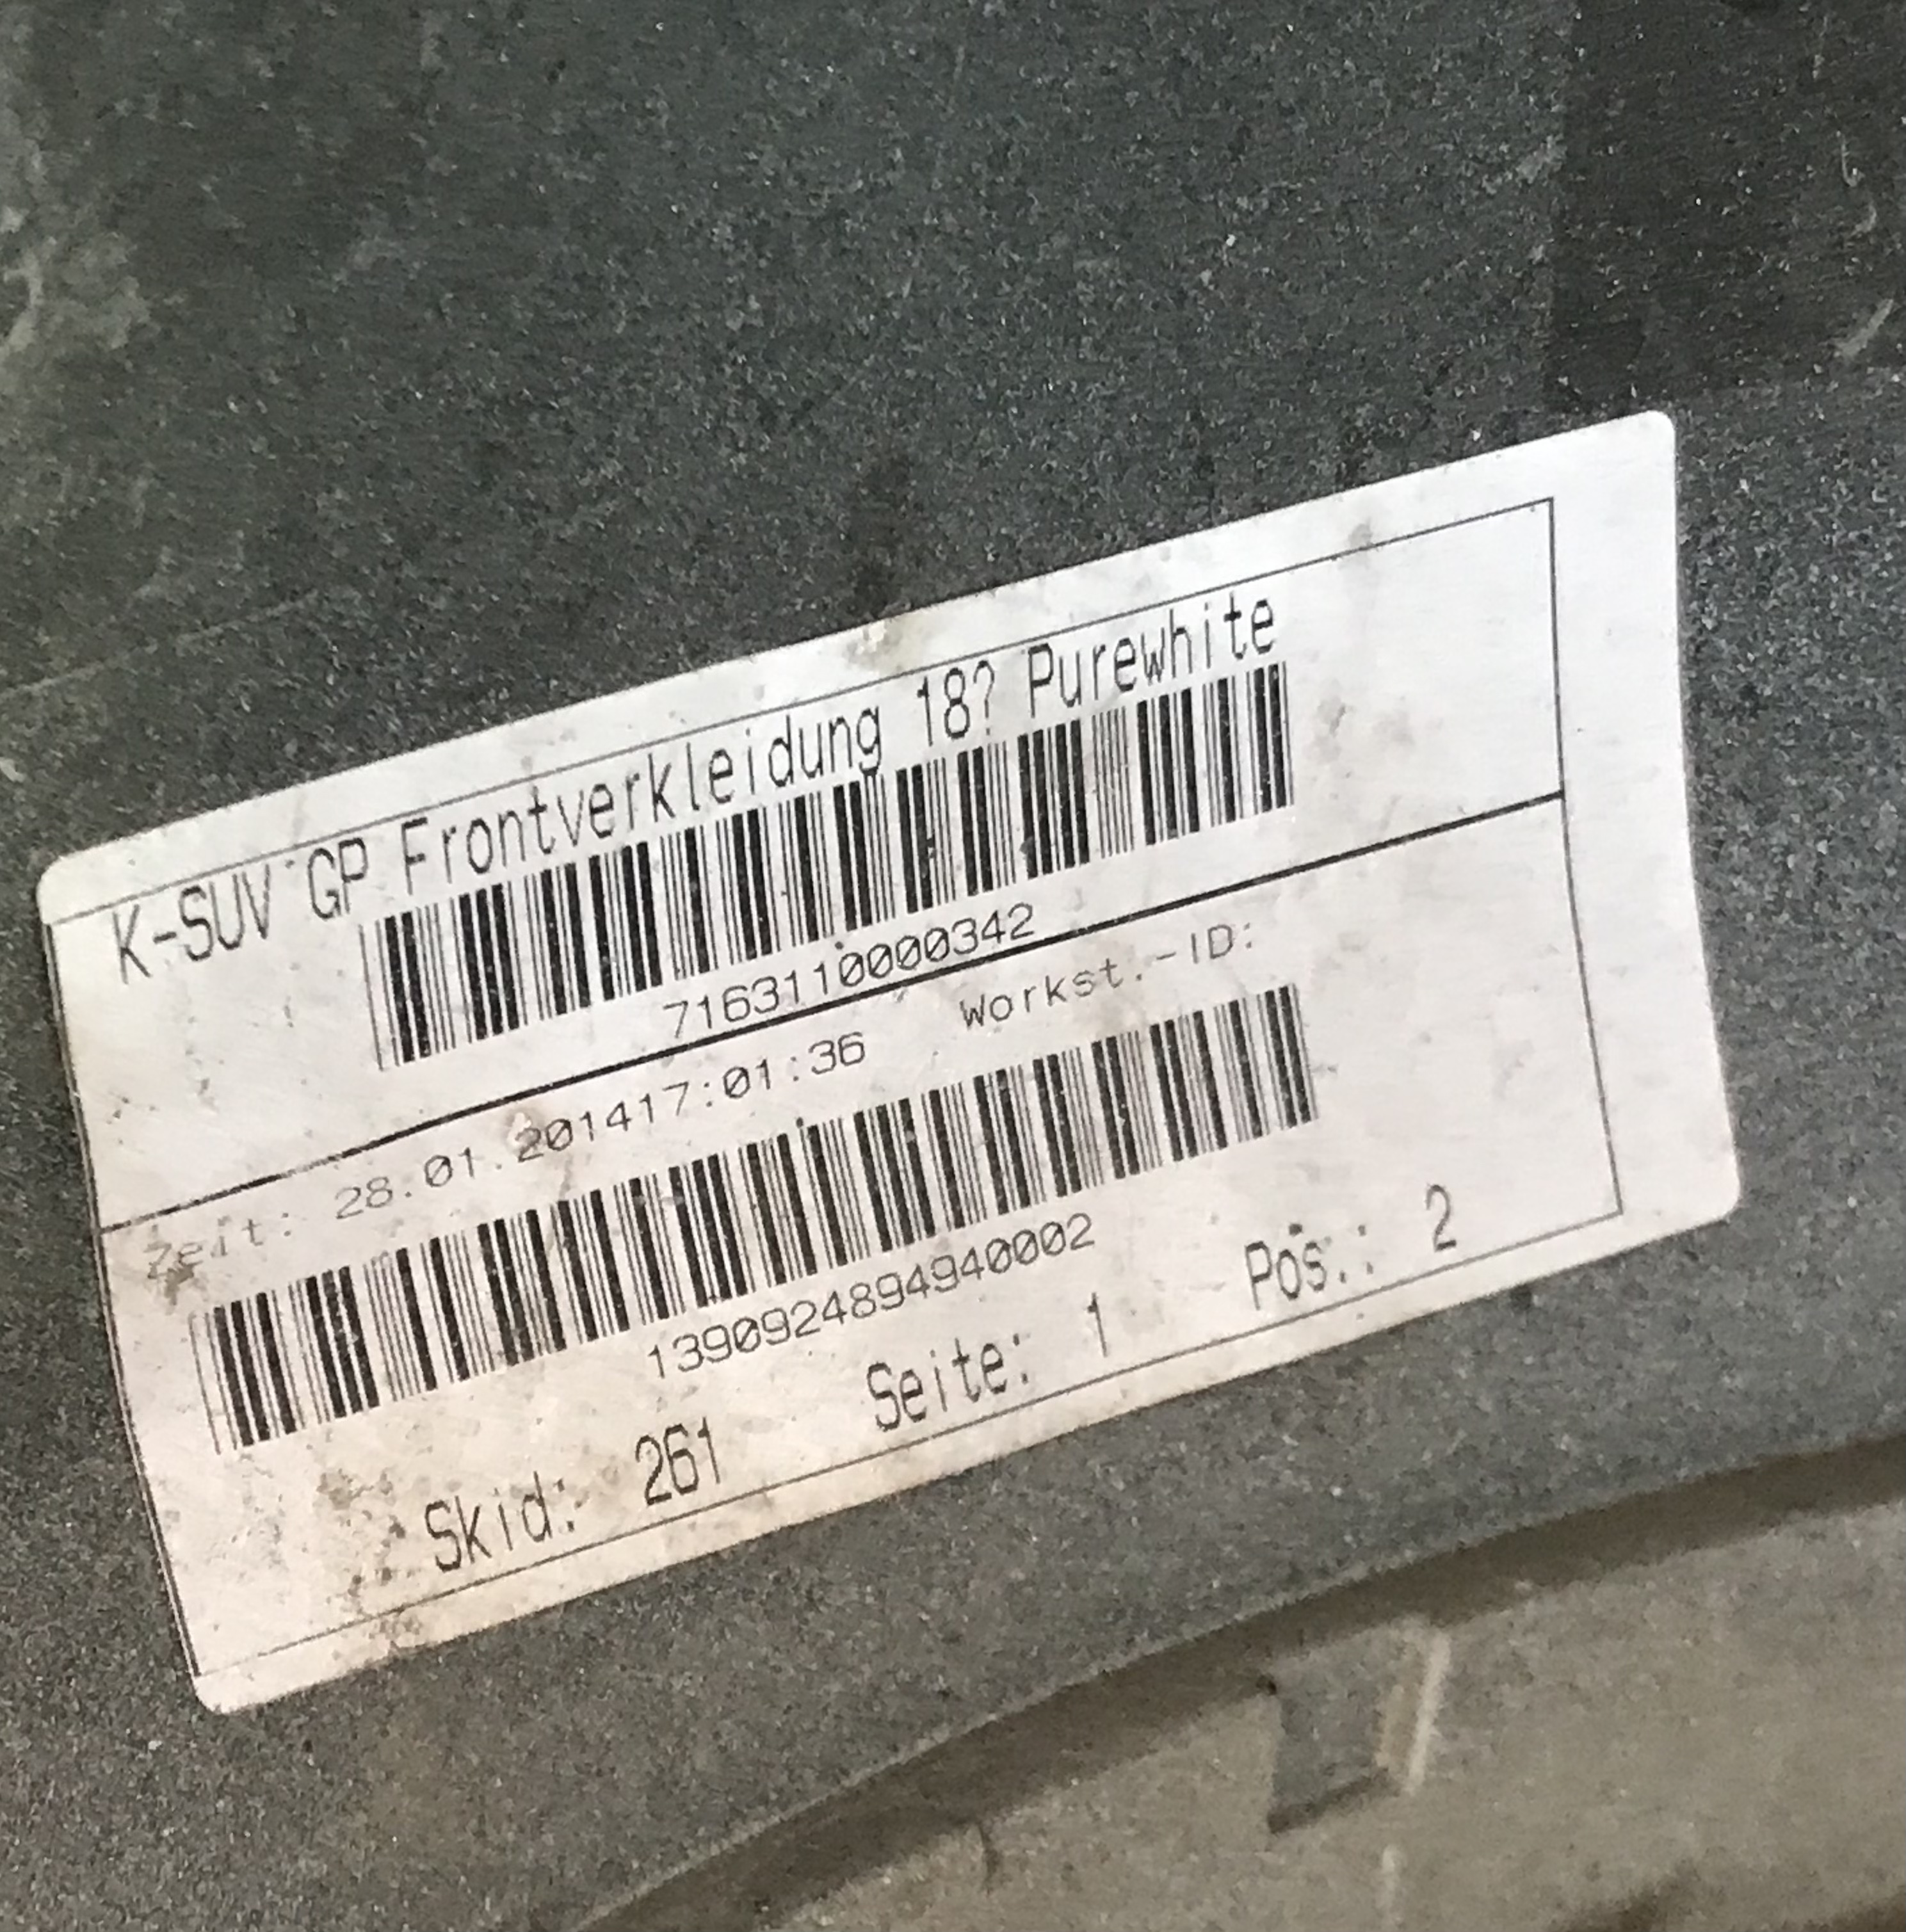 K-SUV GP Frontverkleidung 18? Purewhite
7163110000342
Zeit: 28.01.201417:01:36 Workst.-ID:
1390924894940002
Skid: 261 Seite: 1 Pos.: 2